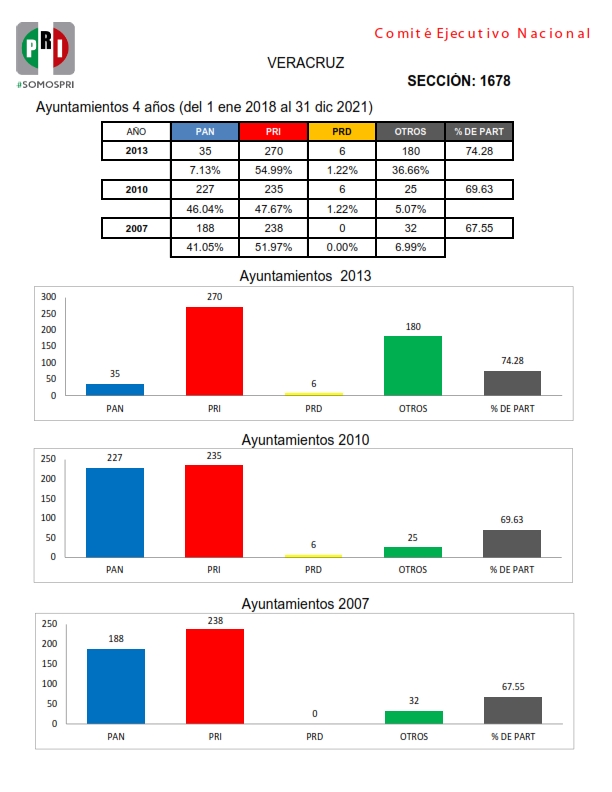 Comité Ejecutivo Nacional
PRI
#SOMOSPRI
VERACRUZ
SECCIÓN: 1678
Ayuntamientos 4 años (del 1 ene 2018 al 31 dic 2021)
AÑO PAN PRI PRD OTROS % DE PART
2013 35 270 6 180 74.28
7.13% 54.99% 1.22% 36.66%
2010 227 235 6 25 69.63
46.04% 47.67% 1.22% 5.07%
2007 188 238 0 32 67.55
41.05% 51.97% 0.00% 6.99%
Ayuntamientos 2013
300
250
200
150
100
50
0
35 270 6 180 74.28
PAN PRI PRD OTROS % DE PART
Ayuntamientos 2010
250
200
150
100
50
0
227 235 6 25 69.63
PAN PRI PRD OTROS % DE PART
Ayuntamientos 2007
250
200
150
100
50
0
188 238 0 32 67.55
PAN PRI PRD OTROS % DE PART